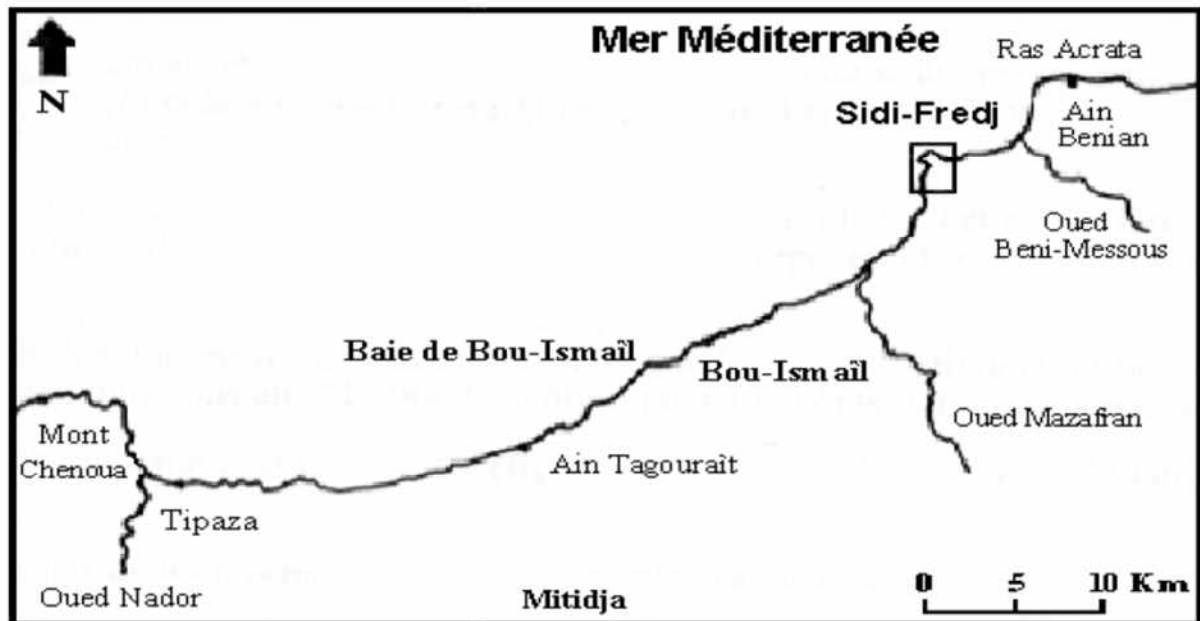 Mer Méditerranée
N
Ras Acrata
Sidi-Fredj
Ain
Benian
Oued
Beni-Messous
Baie de Bou-Ismaïl
Bou-Ismaïl
Oued Mazafran
Mont
Chenoua
Ain Tagouraït
Tipaza
Oued Nador
Mitidja
0 5 10 Km